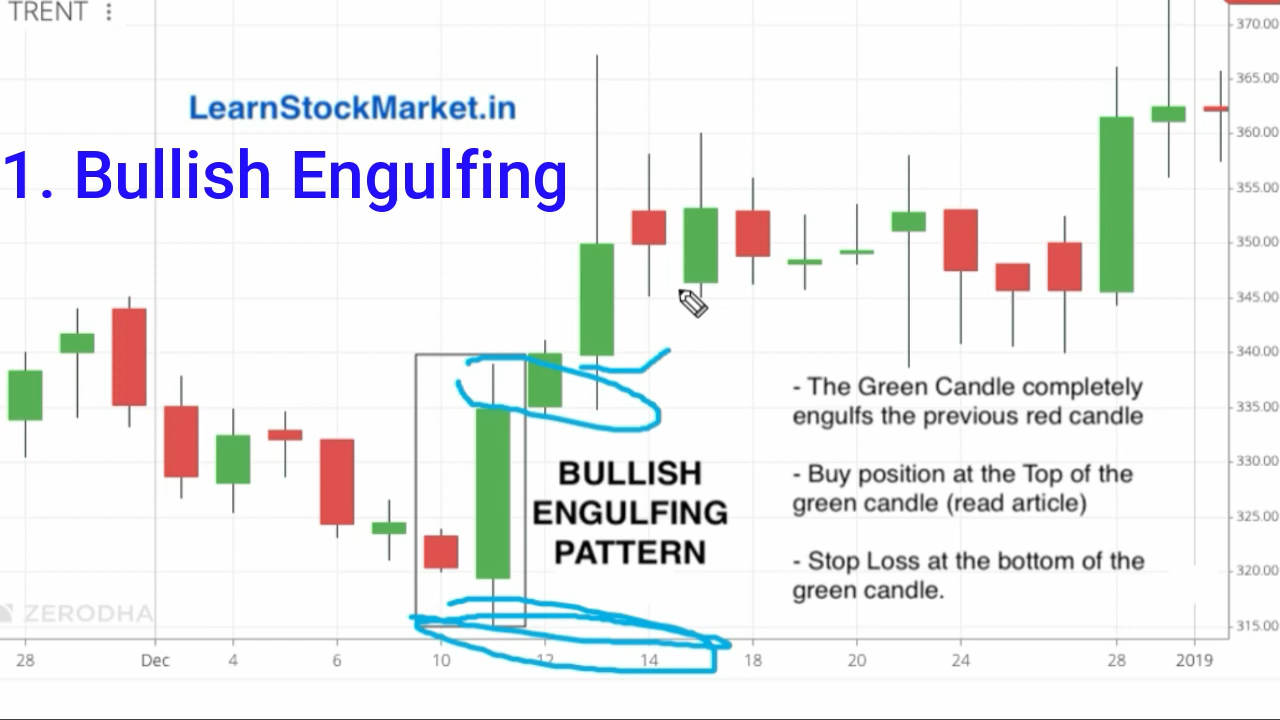 TRENT
LearnStockMarket.in
1. Bullish Engulfing
370.00
365.00
360.00
355.00
350.00
345.00
340.00
335.00
330.00
325.00
320.00
315.00
- The Green Candle completely
engulfs the previous red candle
- Buy position at the Top of the
green candle (read article)
- Stop Loss at the bottom of the
green candle.
BULLISH
ENGULFING
PATTERN
ZERODHA
28 Dec 4 6 10 12 14 18 20 24 28 2019